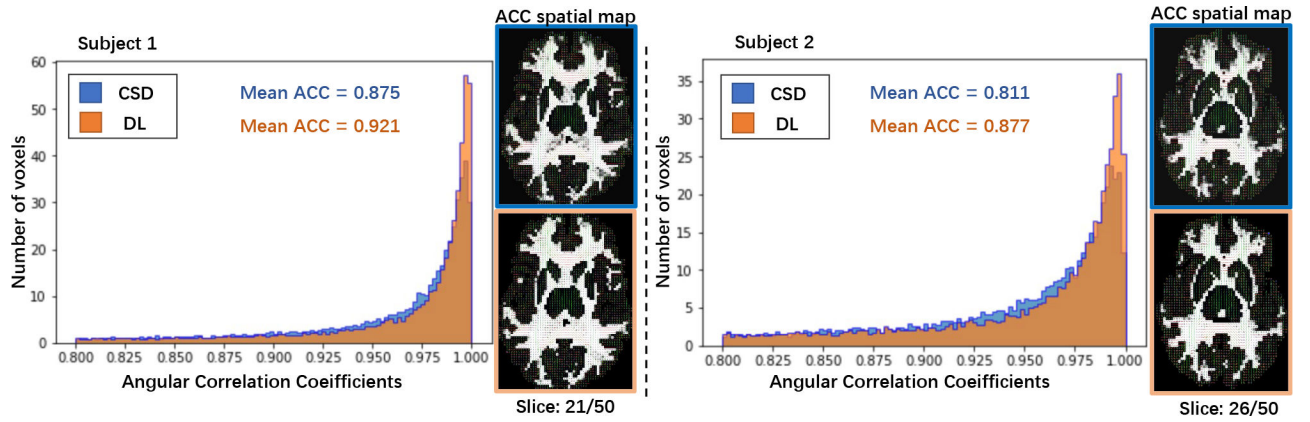 ACC spatial map
Subject 1
60
50
40
30
20
10
0
CSD
DL
Mean ACC = 0.875
Mean ACC = 0.921
Number of voxels
0.800 0.825 0.850 0.875 0.900 0.925 0.950 0.975 1.000
Angular Correlation Coeifficients
Slice: 21/50
ACC spatial map
Subject 2
35
30
25
20
15
10
5
0
CSD
DL
Mean ACC = 0.811
Mean ACC = 0.877
Number of voxels
0.800 0.825 0.850 0.875 0.900 0.925 0.950 0.975 1.000
Angular Correlation Coeifficients
Slice: 26/50